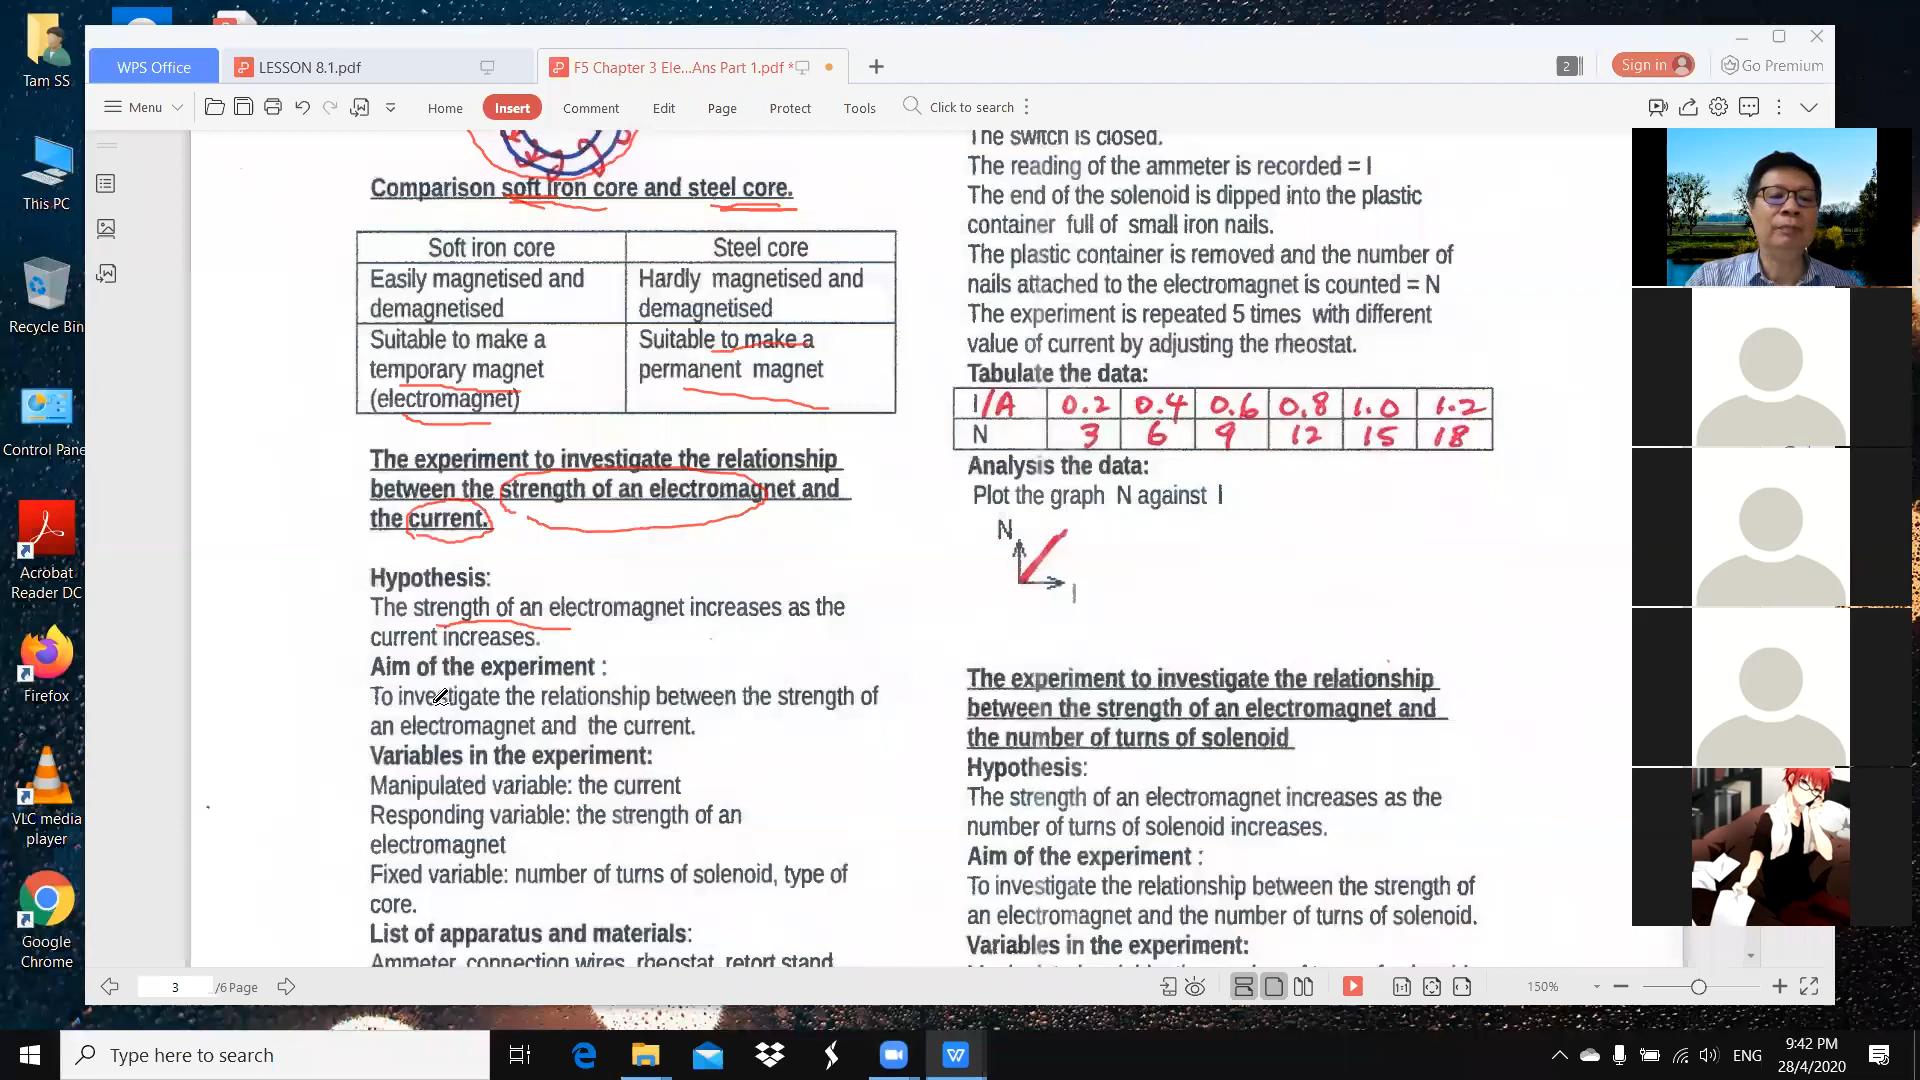 Tam SS
This PC
Recycle Bin
Control Pane
Acrobat
Reader DC
Firefox
VLC media
player
Google
Chrome
WPS Office
LESSON 8.1.pdf
F5 Chapter 3 Ele...Ans Part 1.pdf *
2
Sign in
Go Premium
Menu
Home
Insert
Comment
Edit
Page
Protect
Tools
Click to search
Comparison soft iron core and steel core.
Soft iron core
Steel core
Easily magnetised and
demagnetised
Hardly magnetised and
demagnetised
Suitable to make a
temporary magnet
(electromagnet)
Suitable to make a
permanent magnet
The experiment to investigate the relationship
between the strength of an electromagnet and
the current.
Hypothesis:
The strength of an electromagnet increases as the
current increases.
Aim of the experiment :
To investigate the relationship between the strength of
an electromagnet and the current.
Variables in the experiment:
Manipulated variable: the current
Responding variable: the strength of an
electromagnet
Fixed variable: number of turns of solenoid, type of
core.
List of apparatus and materials:
Ammeter, connection wires, rheostat, retort stand
The switch is closed.
The reading of the ammeter is recorded = I
The end of the solenoid is dipped into the plastic
container full of small iron nails.
The plastic container is removed and the number of
nails attached to the electromagnet is counted = N
The experiment is repeated 5 times with different
value of current by adjusting the rheostat.
Tabulate the data:
I/A 0.2 0.4 0.6 0.8 1.0 1.2
N 3 6 9 12 15 18
Analysis the data:
Plot the graph N against I
N
I
The experiment to investigate the relationship
between the strength of an electromagnet and
the number of turns of solenoid
Hypothesis:
The strength of an electromagnet increases as the
number of turns of solenoid increases.
Aim of the experiment :
To investigate the relationship between the strength of
an electromagnet and the number of turns of solenoid.
Variables in the experiment:
3
/6 Page
150%
Type here to search
ENG
9:42 PM
28/4/2020